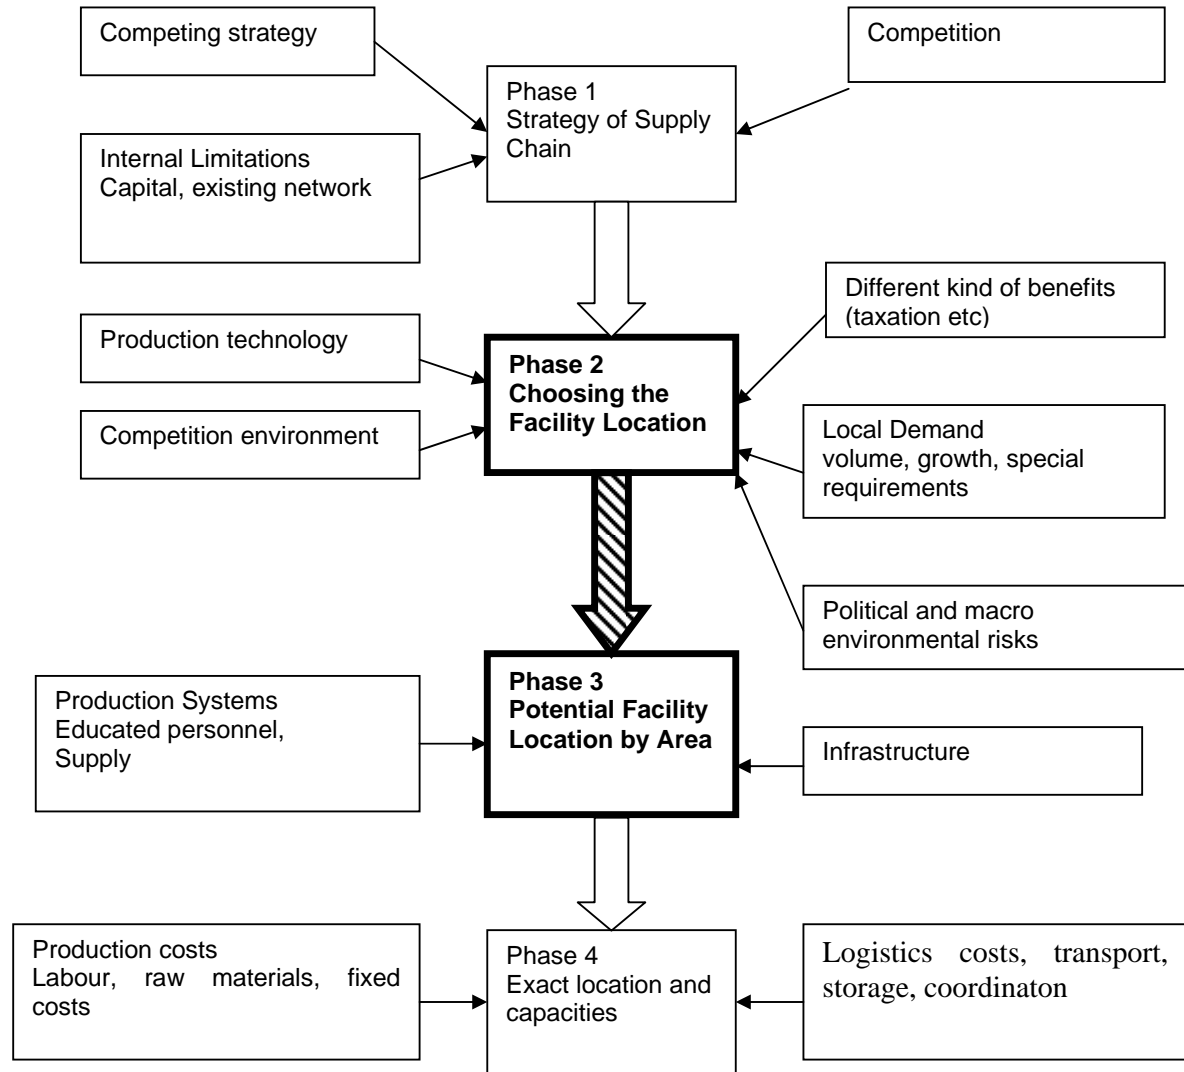 Competing strategy
Competition
Phase 1
Strategy of Supply
Chain
Internal Limitations
Capital, existing network
Different kind of benefits
(taxation etc)
Production technology
Phase 2
Choosing the
Facility Location
Competition environment
Local Demand
volume, growth, special
requirements
Political and macro
environmental risks
Phase 3
Potential Facility
Location by Area
Production Systems
Educated personnel,
Supply
Infrastructure
Production costs
Labour, raw materials, fixed
costs
Phase 4
Exact location and
capacities
Logistics costs, transport,
storage, coordinaton